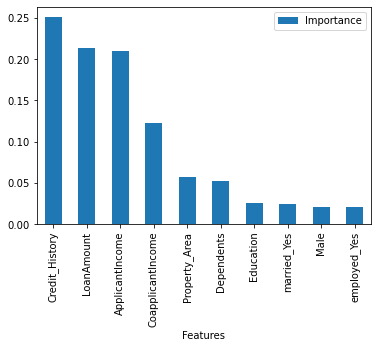 Importance
0.25
0.20
0.15
0.10
0.05
0.00
Credit_History
LoanAmount
ApplicantIncome
CoapplicantIncome
Property_Area
Dependents
Education
married_Yes
Male
employed_Yes
Features